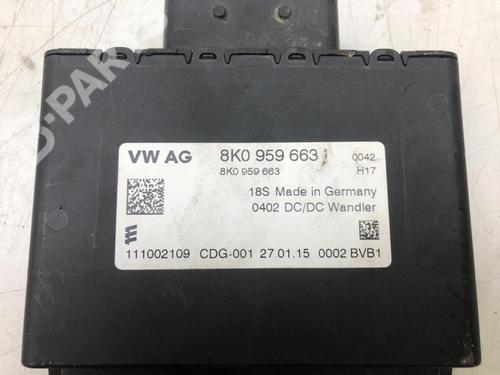 D-PARTS
VW AG 8K0 959 663 0042
8K0 959 663 H17
18S Made in Germany
0402 DC/DC Wandler
111002109 CDG-001 27.01.15 0002 BVB1